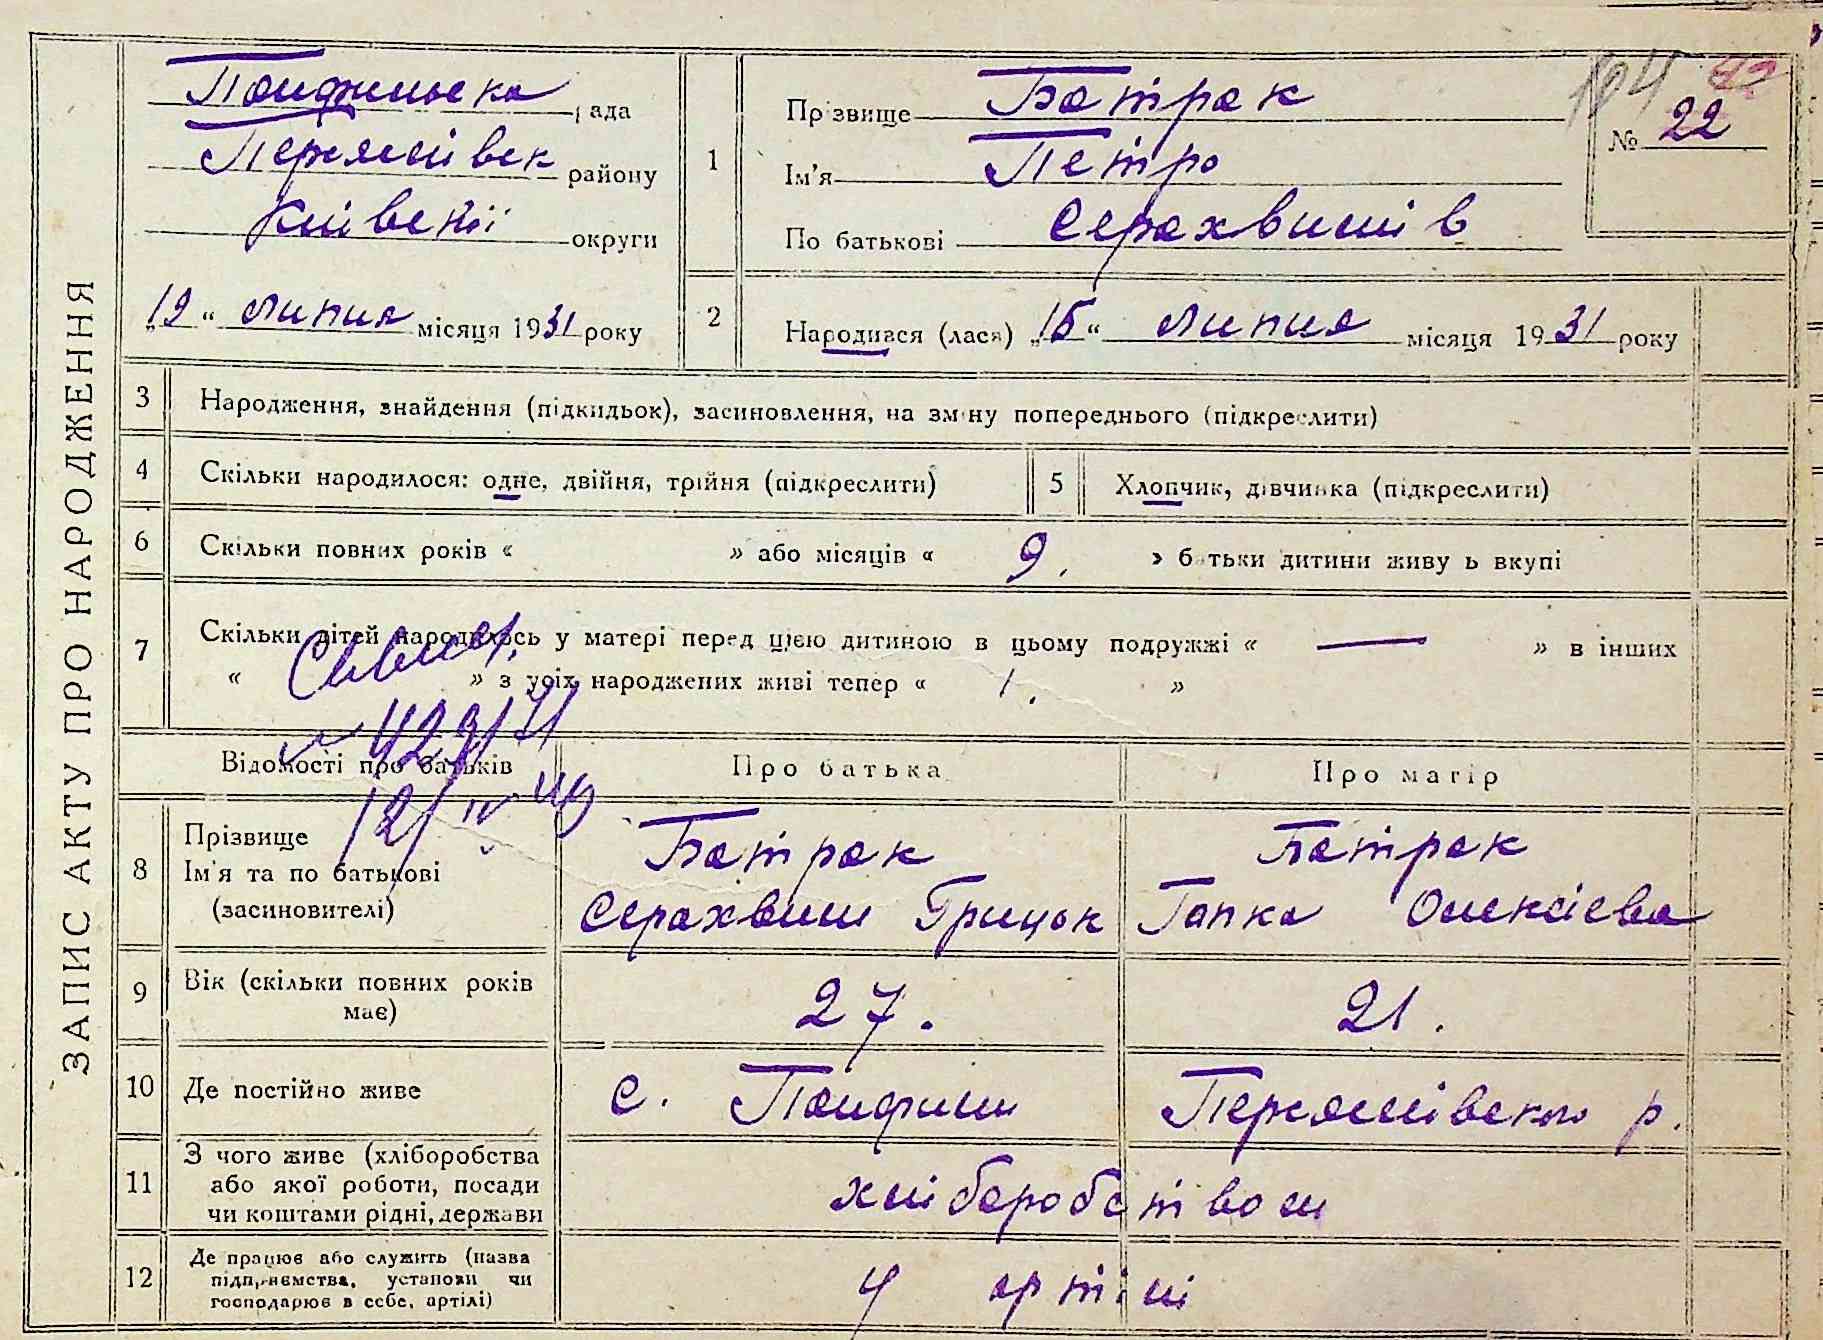 ЗАПИС АКТУ ПРО НАРОДЖЕННЯ
Панфильська рада
Переяслівськ району
Київської округи
„19“ липня місяця 1931 року
1
Прізвище Батрак
Ім'я Петро
По батькові Серахвимів
№ 22
104
2
Народився (лася) „15“ липня місяця 1931 року
3
Народження, знайдення (підкидьок), засиновлення, на зміну попереднього (підкреслити)
4
Скільки народилося: одне, двійня, трійня (підкреслити)
5
Хлопчик, дівчинка (підкреслити)
6
Скільки повних років « » або місяців « 9. » батьки дитини живуть вкупі
7
Скільки дітей народилось у матері перед цією дитиною в цьому подружжі « — » в інших
« » з усіх народжених живі тепер « 1. »
Відомості про батьків
Про батька
Про матір
8
Прізвище
Ім'я та по батькові
(засиновителі)
Батрак
Серахвим Грицьк
Батрак
Гапка Олексієва
9
Вік (скільки повних років
має)
27.
21.
10
Де постійно живе
с. Панфили Переяслівського р.
11
З чого живе (хліборобства
або якої роботи, посади
чи коштами рідні, держави
хліборобством
12
Де працює або служить (назва
підприємства, установи чи
господарює в себе, артілі)
у артілі